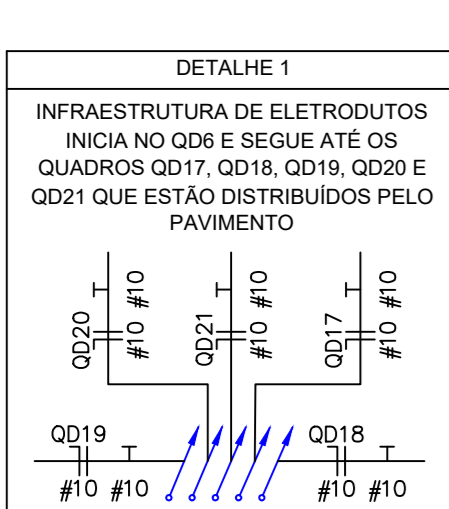 DETALHE 1
INFRAESTRUTURA DE ELETRODUTOS
INICIA NO QD6 E SEGUE ATÉ OS
QUADROS QD17, QD18, QD19, QD20 E
QD21 QUE ESTÃO DISTRIBUÍDOS PELO
PAVIMENTO
QD20 #10 #10
QD21 #10 #10
QD17 #10 #10
QD19
#10 #10
QD18
#10 #10